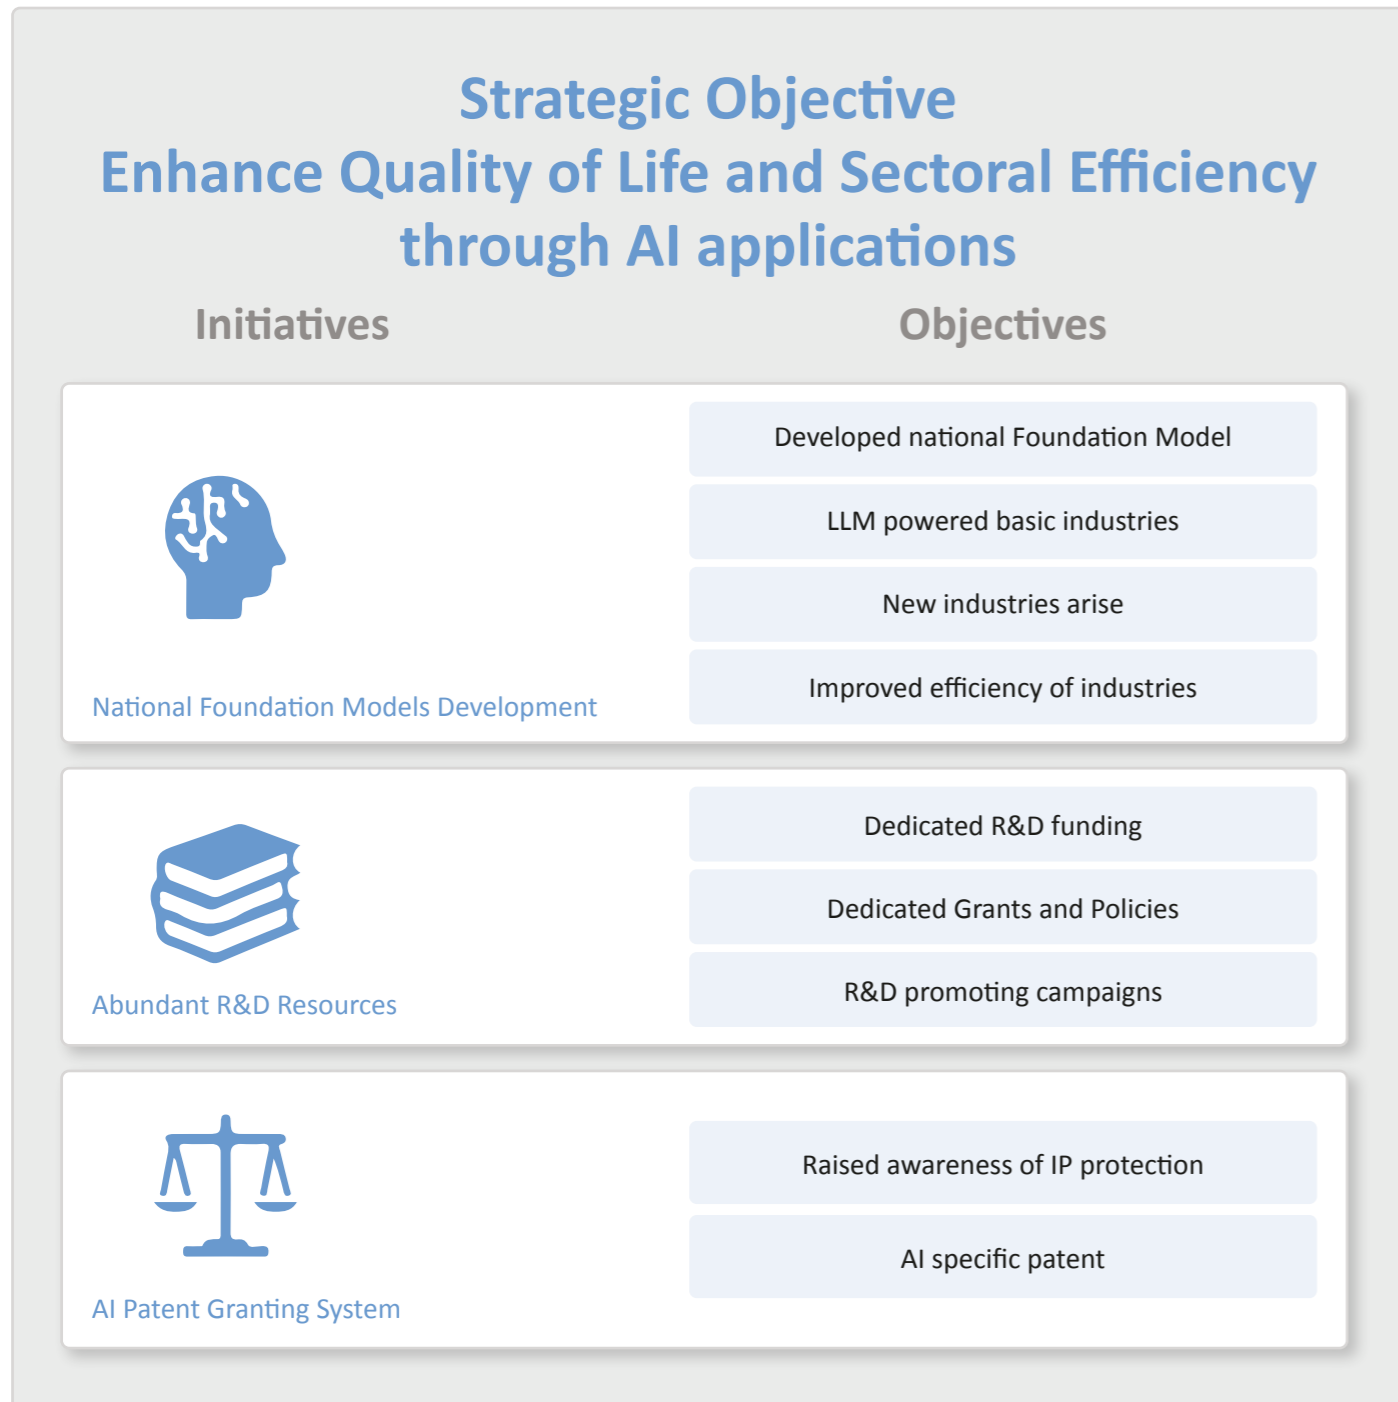 Strategic Objective
Enhance Quality of Life and Sectoral Efficiency
through AI applications
Initiatives
Objectives
National Foundation Models Development
Developed national Foundation Model
LLM powered basic industries
New industries arise
Improved efficiency of industries
Abundant R&D Resources
Dedicated R&D funding
Dedicated Grants and Policies
R&D promoting campaigns
AI Patent Granting System
Raised awareness of IP protection
AI specific patent